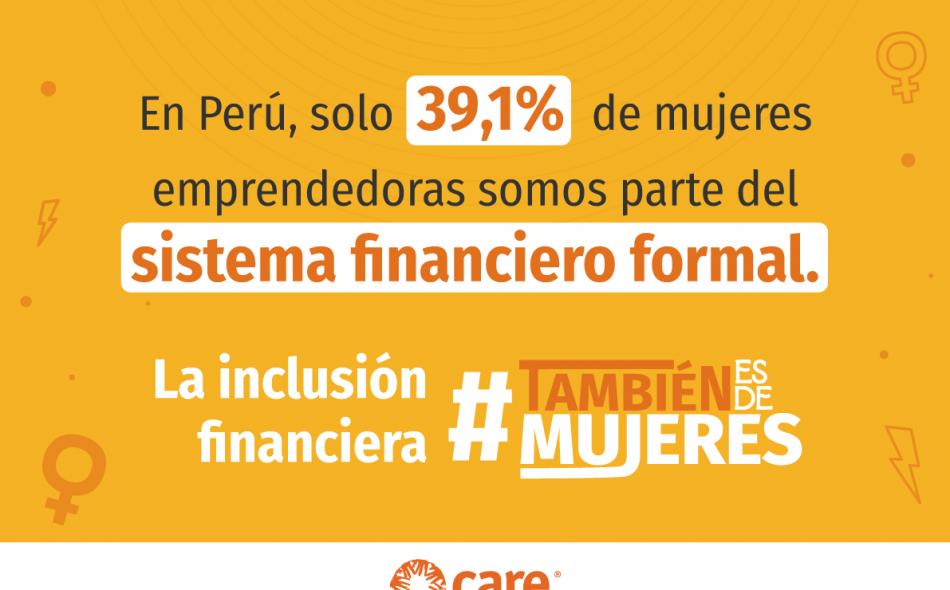 En Perú, solo 39,1% de mujeres
emprendedoras somos parte del
sistema financiero formal.
La inclusión
financiera
#TAMBIÉN ES DE
MUJERES
care®